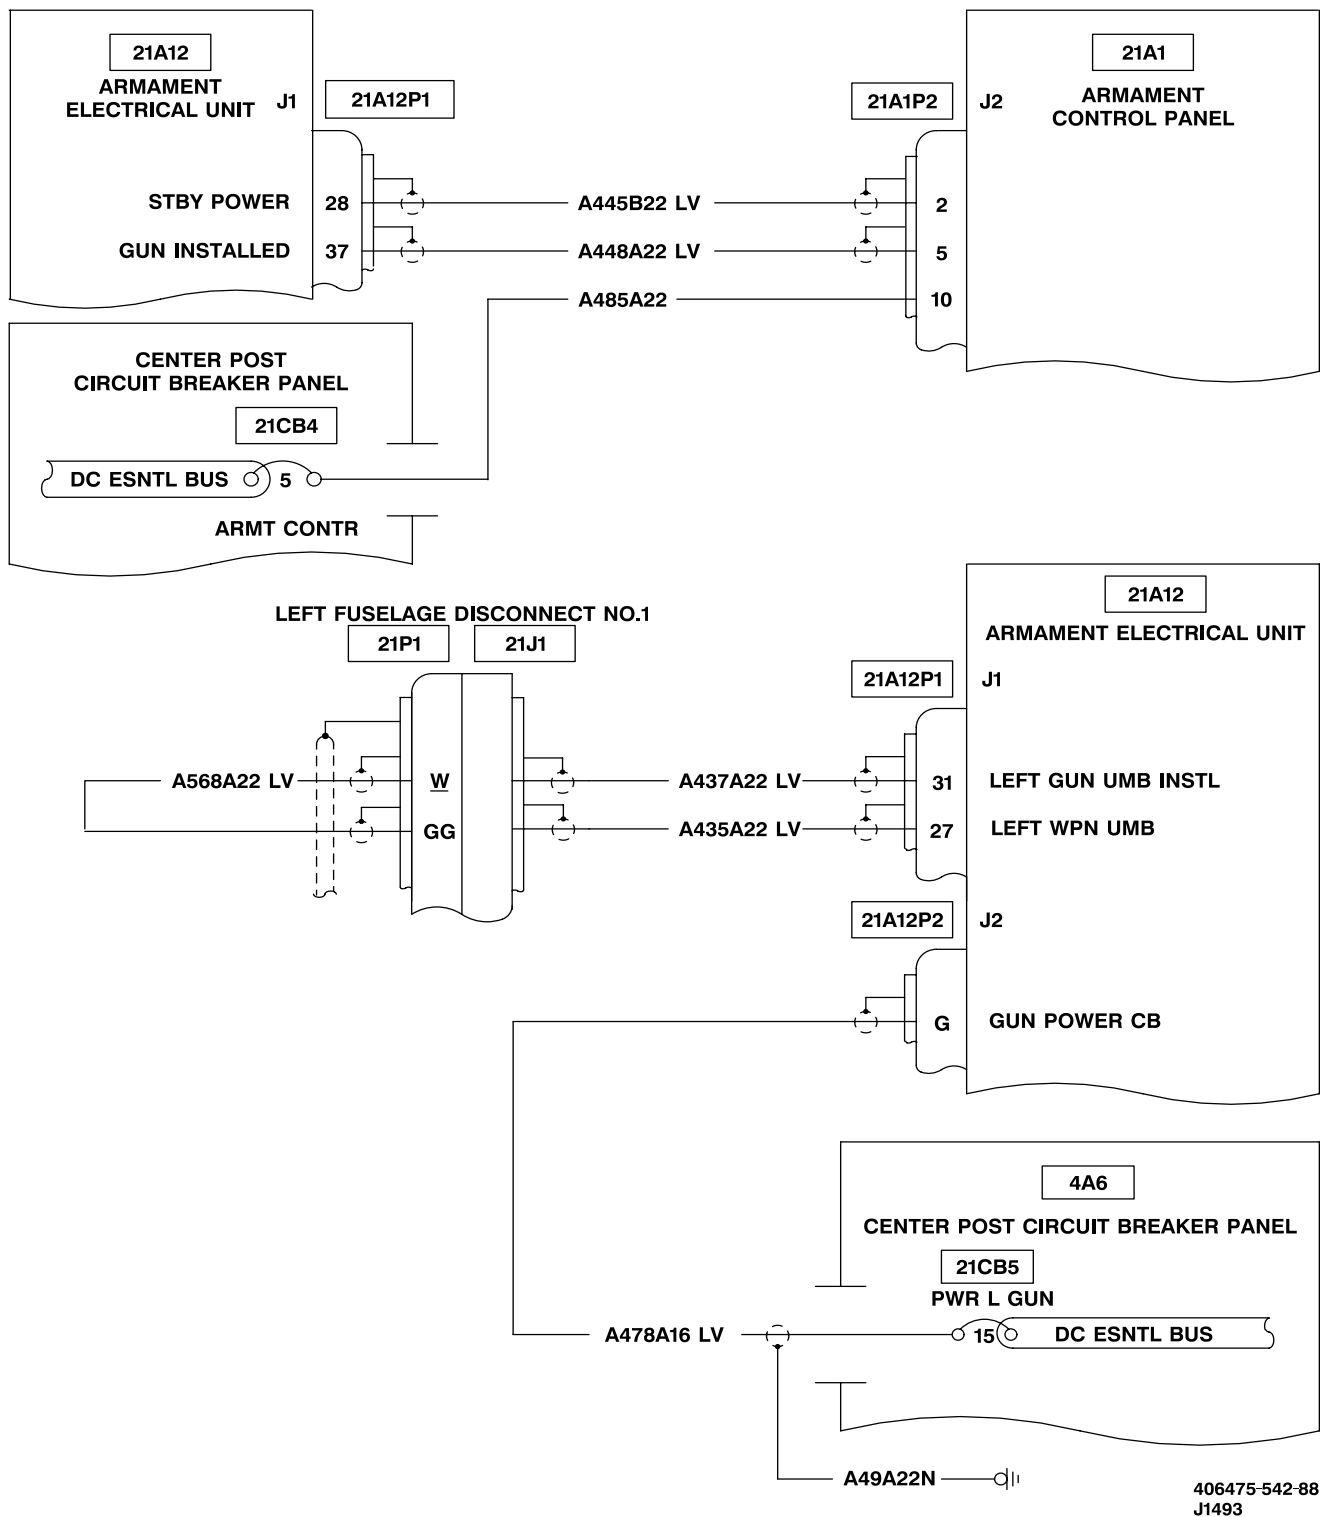 21A12
ARMAMENT
ELECTRICAL UNIT
J1
21A12P1
21A1P2
J2
21A1
ARMAMENT
CONTROL PANEL
STBY POWER
28
A445B22 LV
2
GUN INSTALLED
37
A448A22 LV
5
A485A22
10
CENTER POST
CIRCUIT BREAKER PANEL
21CB4
DC ESNTL BUS
5
ARMT CONTR
LEFT FUSELAGE DISCONNECT NO.1
21P1
21J1
21A12
ARMAMENT ELECTRICAL UNIT
21A12P1
J1
A568A22 LV
W
A437A22 LV
31
LEFT GUN UMB INSTL
GG
A435A22 LV
27
LEFT WPN UMB
21A12P2
J2
G
GUN POWER CB
4A6
CENTER POST CIRCUIT BREAKER PANEL
21CB5
PWR L GUN
A478A16 LV
15
DC ESNTL BUS
A49A22N
406475-542-88
J1493